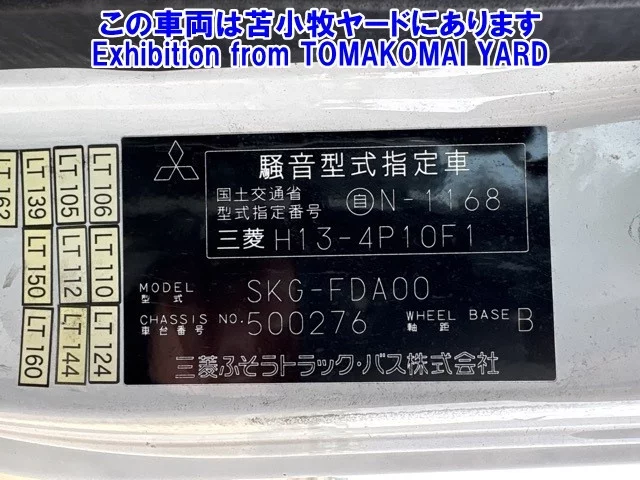 この車両は苫小牧ヤードにあります
Exhibition from TOMAKOMAI YARD
騒音型式指定車
国土交通省
型式指定番号 自N-1168
三菱 H13-4P10F1
MODEL
型式 SKG-FDA00
CHASSIS NO. 500276 WHEEL BASE B
車台番号 軸距
三菱ふそうトラック・バス株式会社
LT 162
LT 139
LT 105
LT 106
LT 150
LT 112
LT 110
LT 160
LT 144
LT 124